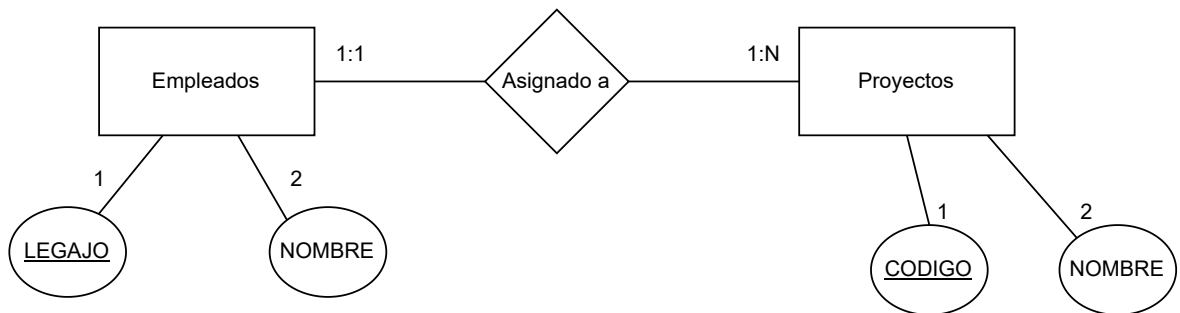 Empleados
1:1
Asignado a
1:N
Proyectos
1
2
1
2
LEGAJO
NOMBRE
CODIGO
NOMBRE